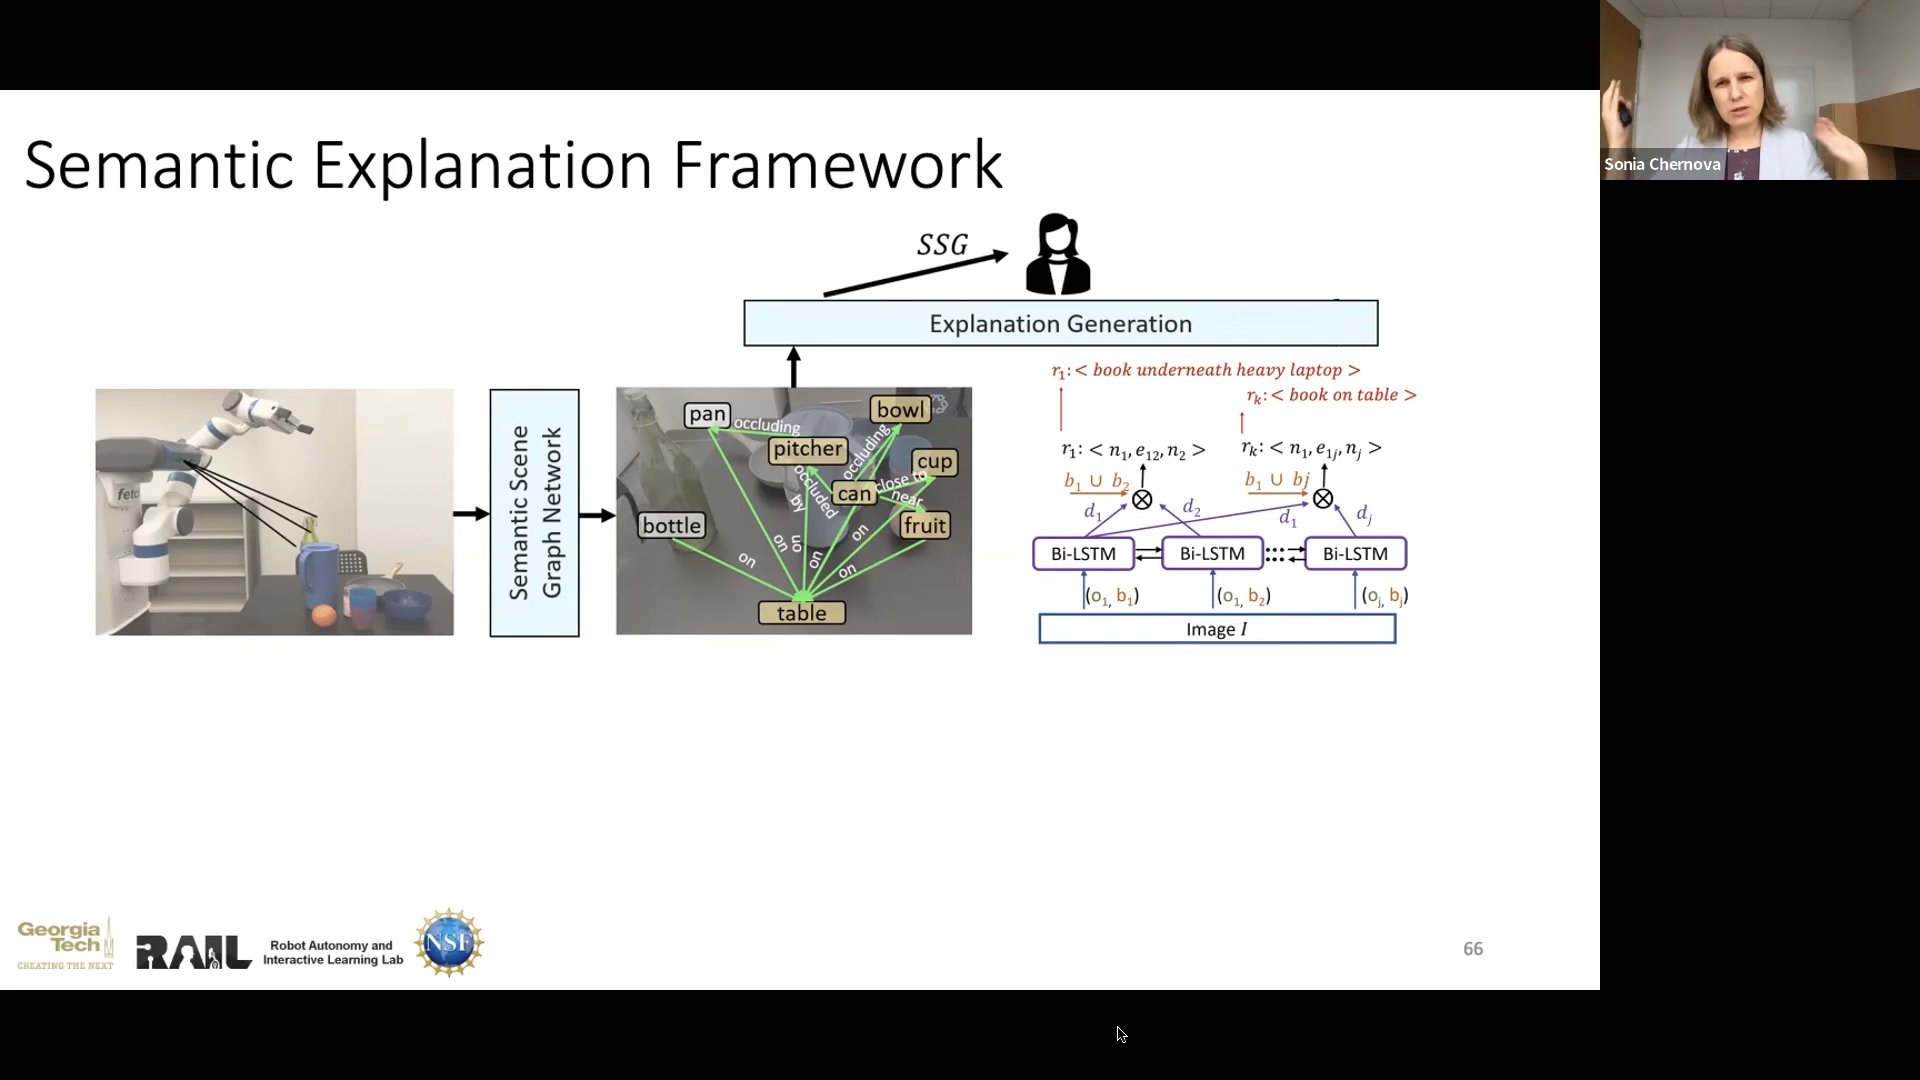 Sonia Chernova
Semantic Explanation Framework
SSG
Explanation Generation
fetc
Semantic Scene
Graph Network
pan
occluding
bowl
pitcher
occluding
cup
can
close to
near
occluded
by
bottle
fruit
on
on
on
on
on
on
table
r₁: < book underneath heavy laptop >
rₖ: < book on table >
r₁: < n₁, e₁₂, n₂ >
rₖ: < n₁, e₁ⱼ, nⱼ >
b₁ ∪ b₂
b₁ ∪ bj
d₁
d₂
d₁
dⱼ
Bi-LSTM
Bi-LSTM
Bi-LSTM
(o₁, b₁)
(o₁, b₂)
(oⱼ, bⱼ)
Image I
Georgia
Tech
CREATING THE NEXT
RAIL
Robot Autonomy and
Interactive Learning Lab
NSF
66